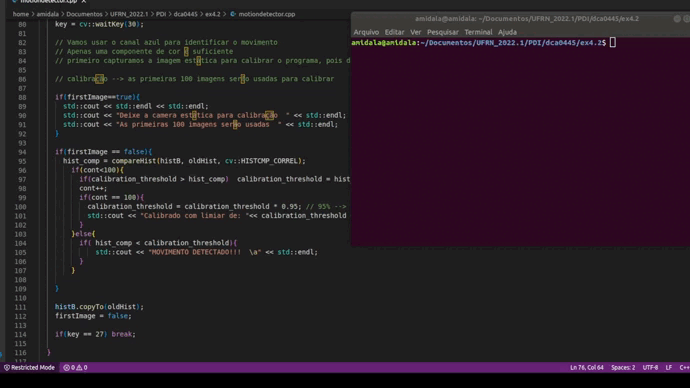 motiondetector.cpp
home > amidala > Documentos > UFRN_2022.1 > PDI > dca0445 > ex4.2 > motiondetector.cpp
80 key = cv::waitKey(30);
81
82 // Vamos usar o canal azul para identificar o movimento
83 // Apenas uma componente de cor é suficiente
84 // primeiro capturamos a imagem estática para calibrar o programa, pois d
85
86 // calibração --> as primeiras 100 imagens serão usadas para calibrar
87
88 if(firstImage==true){
89 std::cout << std::endl << std::endl;
90 std::cout << "Deixe a camera estática para calibração " << std::endl;
91 std::cout << "As primeiras 100 imagens serão usadas " << std::endl;
92 }
93
94 if(firstImage == false){
95 hist_comp = compareHist(histB, oldHist, cv::HISTCMP_CORREL);
96 if(cont<100){
97 if(calibration_threshold > hist_comp) calibration_threshold = hist
98 cont++;
99 if(cont == 100){
100 calibration_threshold = calibration_threshold * 0.95; // 95% -->
101 std::cout << "Calibrado com limiar de: "<< calibration_threshold
102 }
103 }else{
104 if( hist_comp < calibration_threshold){
105 std::cout << "MOVIMENTO DETECTADO!!! \a" << std::endl;
106 }
107 }
108
109 }
110
111 histB.copyTo(oldHist);
112 firstImage = false;
113
114 if(key == 27) break;
115
116 }
117
amidala@amidala: ~/Documentos/UFRN_2022.1/PDI/dca0445/ex4.2
Arquivo Editar Ver Pesquisar Terminal Ajuda
amidala@amidala:~/Documentos/UFRN_2022.1/PDI/dca0445/ex4.2$
Restricted Mode 0 0 Ln 76, Col 64 Spaces: 2 UTF-8 LF C++